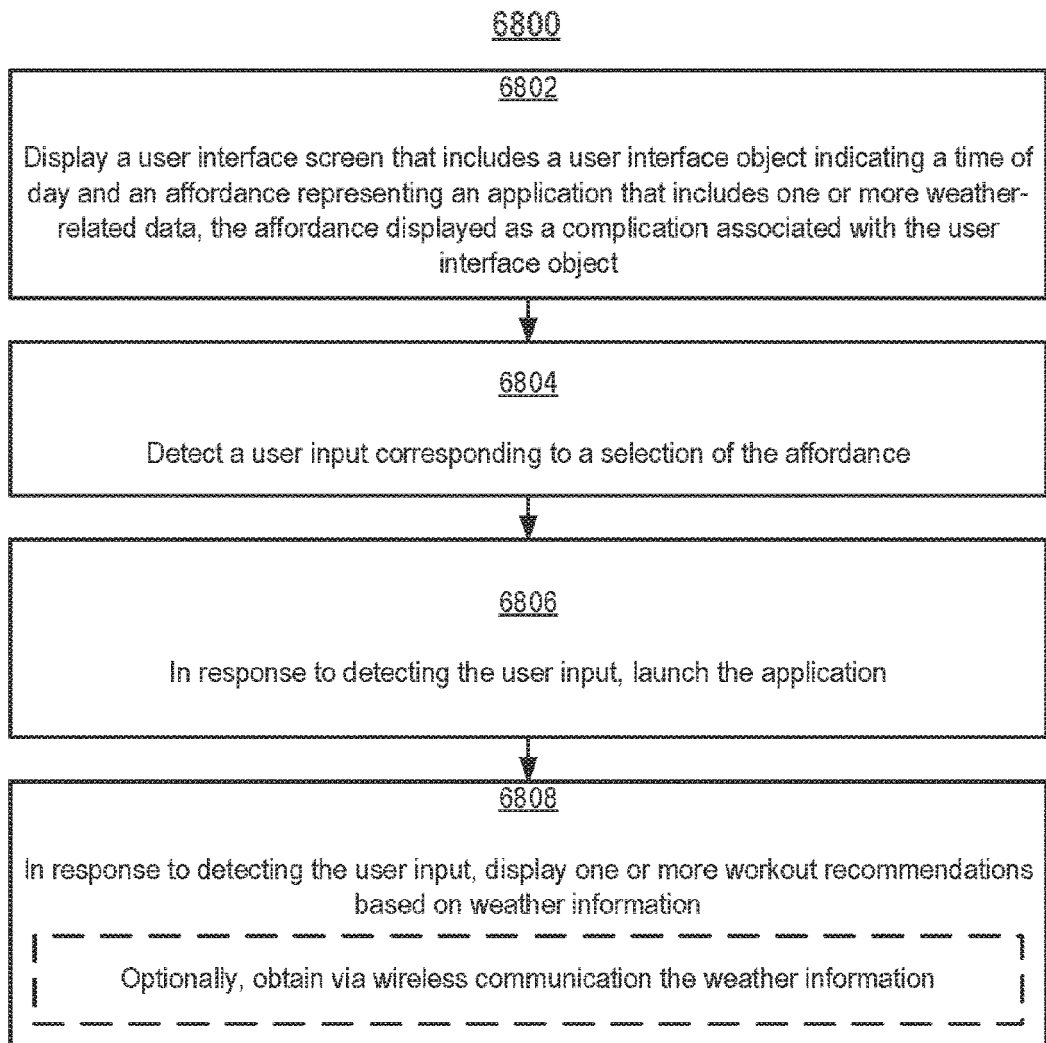 6800
6802
Display a user interface screen that includes a user interface object indicating a time of
day and an affordance representing an application that includes one or more weather-
related data, the affordance displayed as a complication associated with the user
interface object
6804
Detect a user input corresponding to a selection of the affordance
6806
In response to detecting the user input, launch the application
6808
In response to detecting the user input, display one or more workout recommendations
based on weather information
Optionally, obtain via wireless communication the weather information